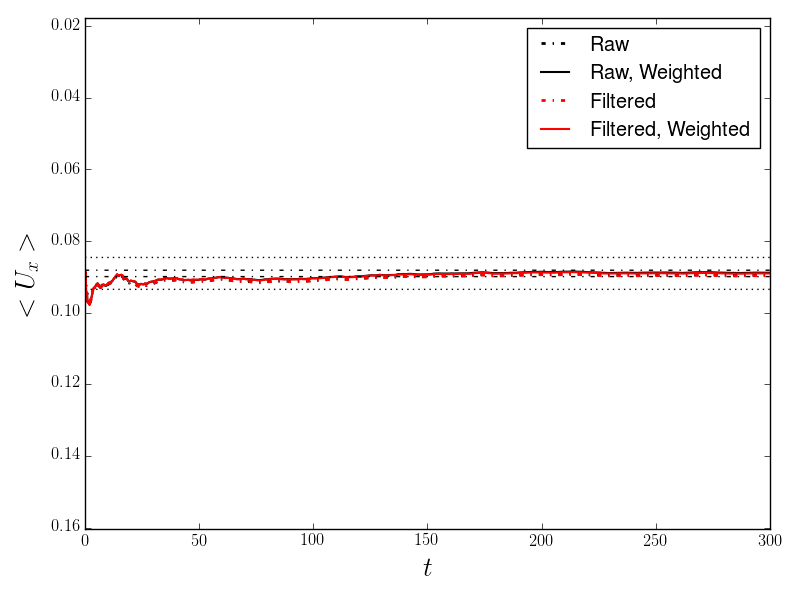 0.02
0.04
0.06
0.08
0.10
0.12
0.14
0.16
< U_x >
Raw
Raw, Weighted
Filtered
Filtered, Weighted
0 50 100 150 200 250 300
t